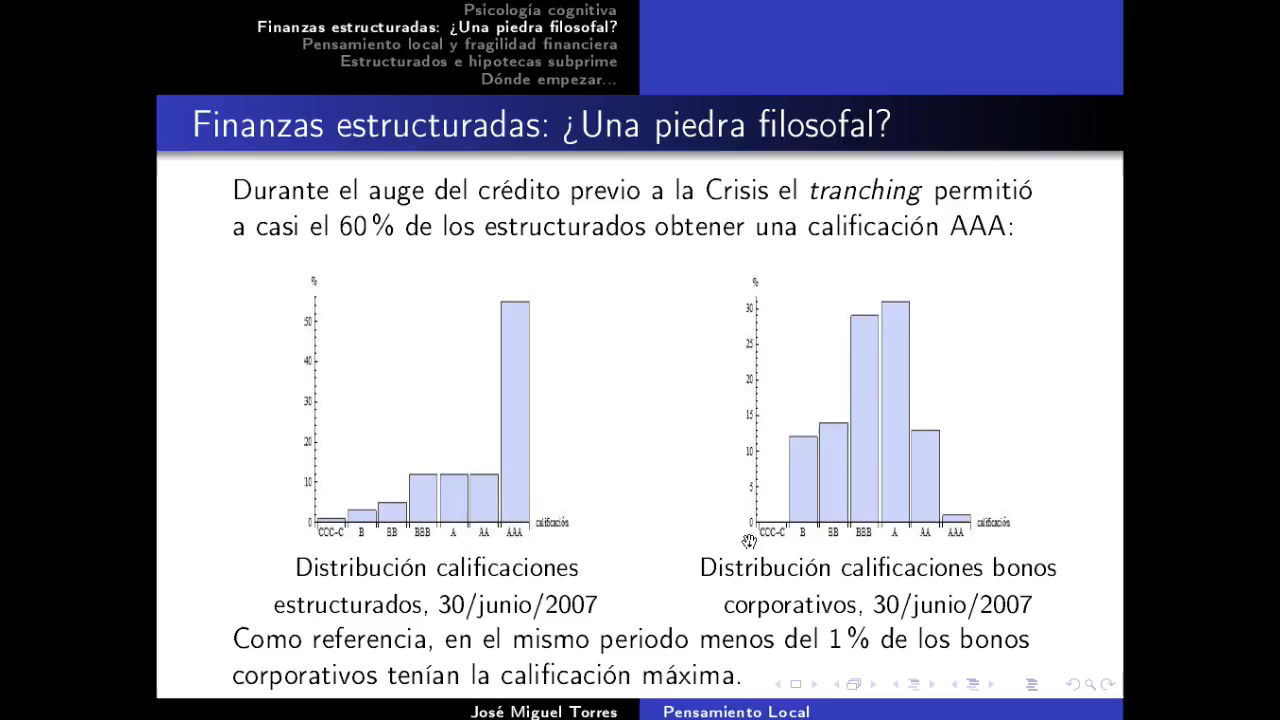 Psicología cognitiva
Finanzas estructuradas: ¿Una piedra filosofal?
Pensamiento local y fragilidad financiera
Estructurados e hipotecas subprime
Dónde empezar...
Finanzas estructuradas: ¿Una piedra filosofal?
Durante el auge del crédito previo a la Crisis el tranching permitió
a casi el 60 % de los estructurados obtener una calificación AAA:
%
50
40
30
20
10
0
CCC-C B BB BBB A AA AAA calificación
Distribución calificaciones
estructurados, 30/junio/2007
%
30
25
20
15
10
5
0
CCC-C B BB BBB A AA AAA calificación
Distribución calificaciones bonos
corporativos, 30/junio/2007
Como referencia, en el mismo periodo menos del 1 % de los bonos
corporativos tenían la calificación máxima.
José Miguel Torres Pensamiento Local